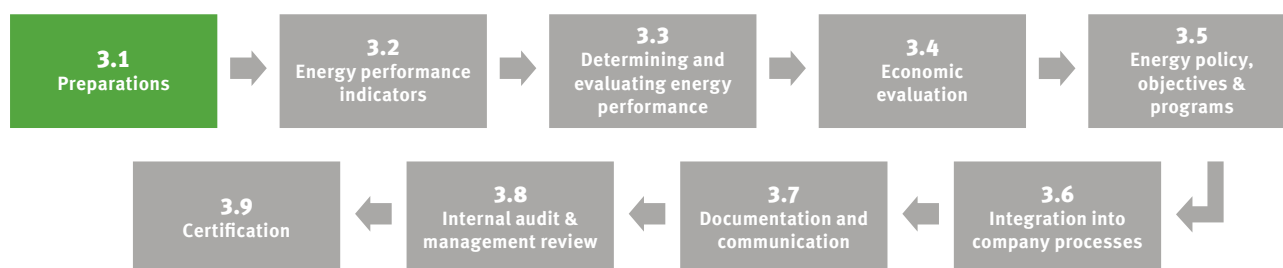 3.1
Preparations
3.2
Energy performance
indicators
3.3
Determining and
evaluating energy
performance
3.4
Economic
evaluation
3.5
Energy policy,
objectives &
programs
3.6
Integration into
company processes
3.7
Documentation and
communication
3.8
Internal audit &
management review
3.9
Certification